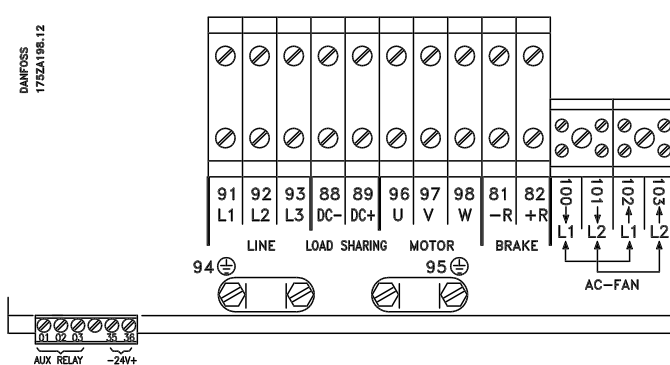 DANFOSS
175ZA198.12
91 92 93 88 89 96 97 98 81 82
L1 L2 L3 DC- DC+ U V W -R +R
100 101 102 103
L1 L2 L1 L2
LINE LOAD SHARING MOTOR BRAKE
AC-FAN
94 95
01 02 03 35 36
AUX RELAY -24V+